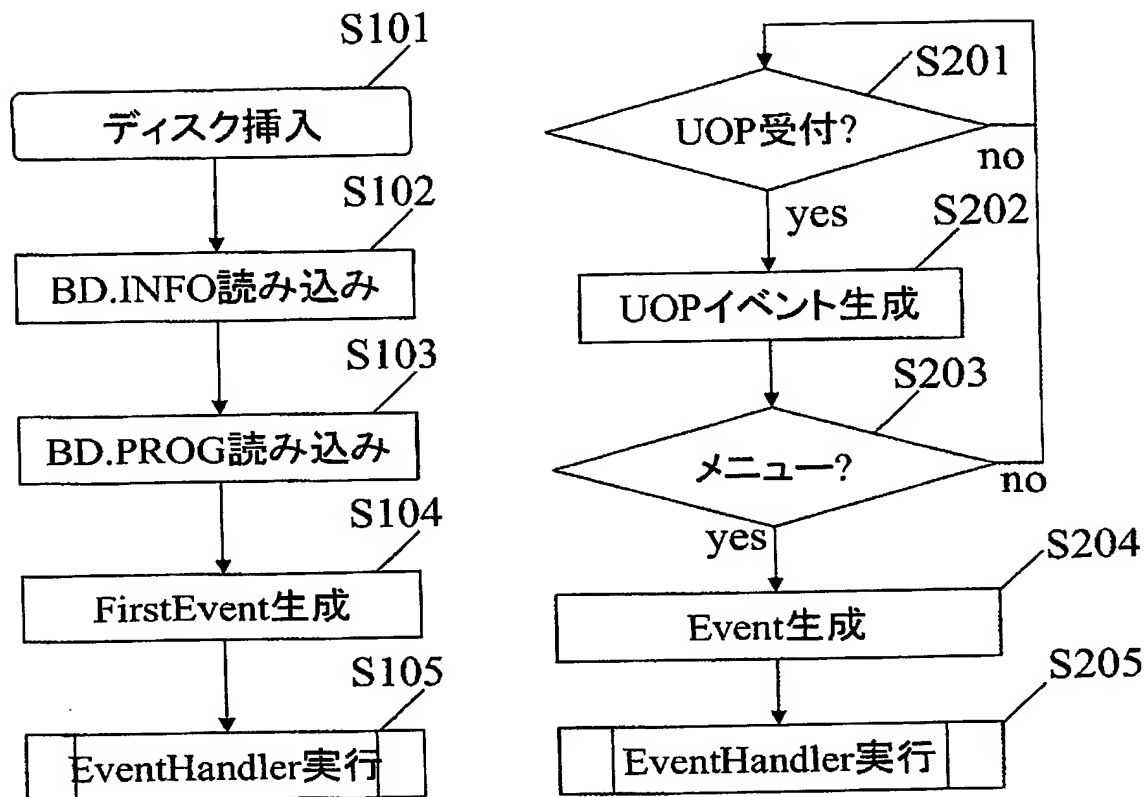 S101
ディスク挿入
S102
BD.INFO読み込み
S103
BD.PROG読み込み
S104
FirstEvent生成
S105
EventHandler実行
S201
UOP受付?
no
yes
S202
UOPイベント生成
S203
メニュー?
no
yes
S204
Event生成
S205
EventHandler実行